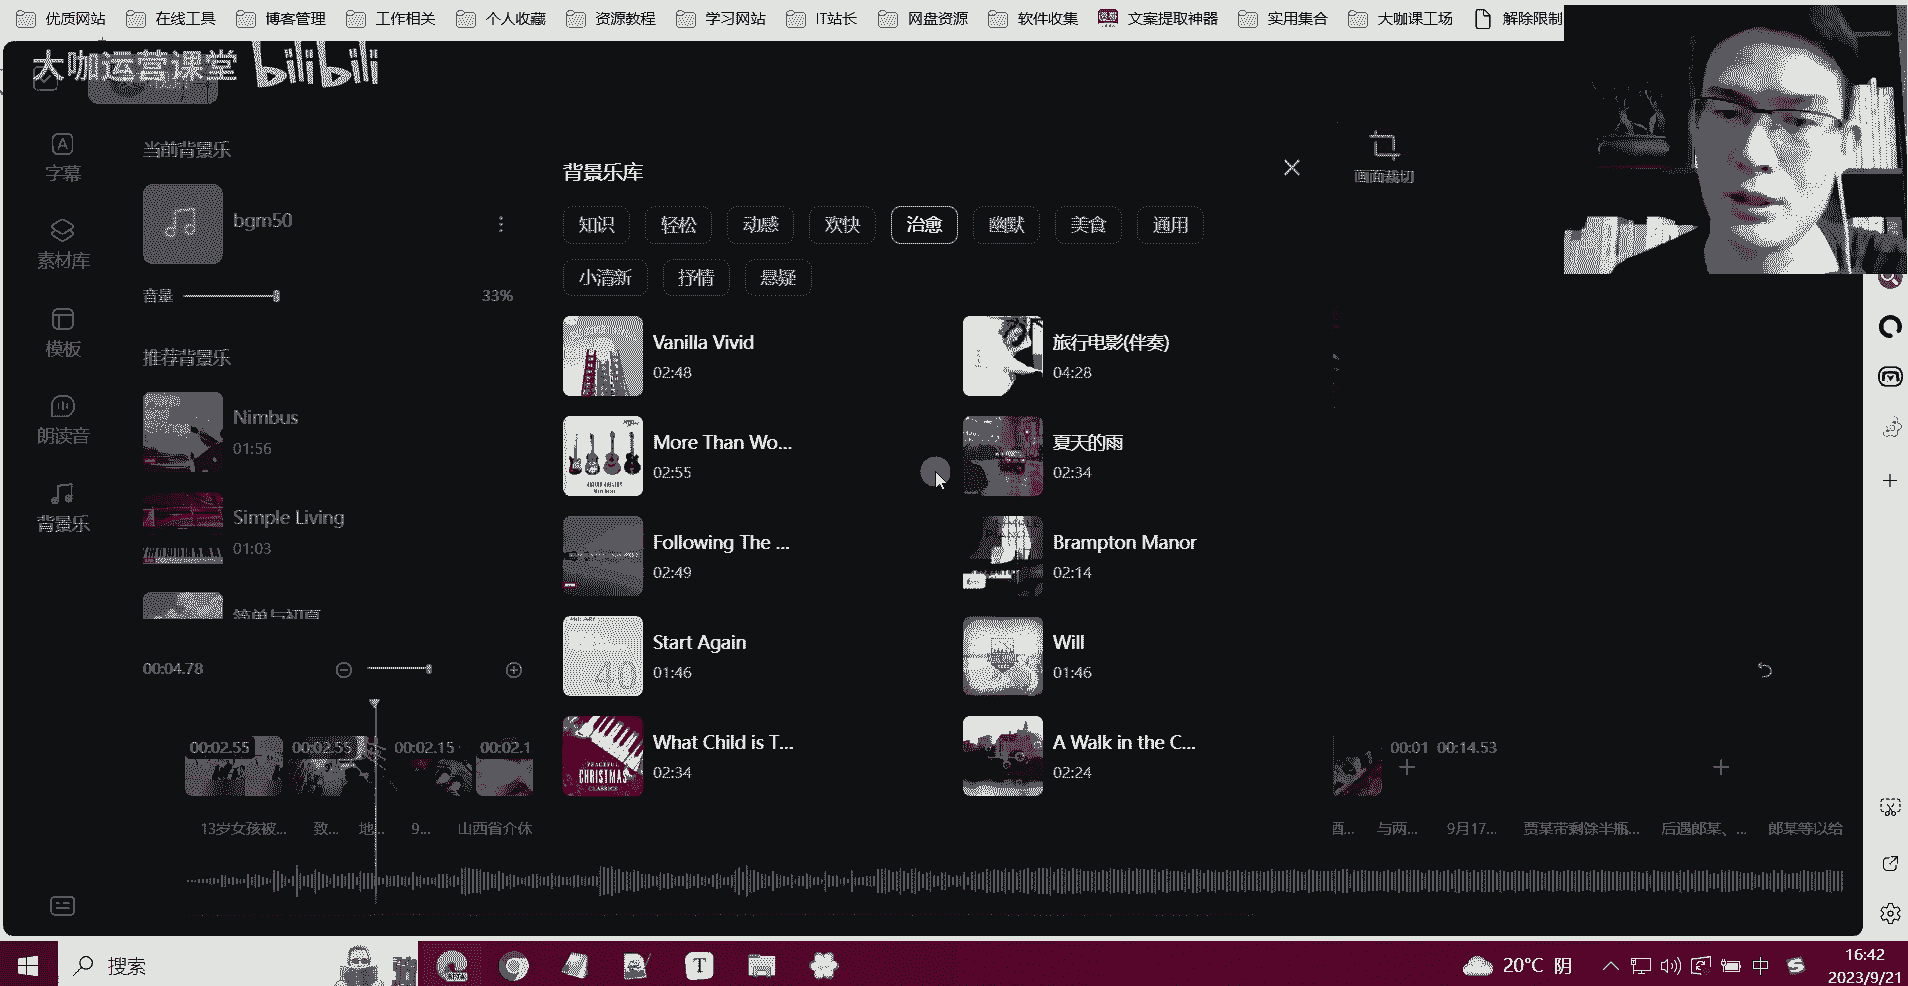 优质网站 在线工具 博客管理 工作相关 个人收藏 资源教程 学习网站 IT站长 网盘资源 软件收集 文案提取神器 实用集合 大咖课工场 解除限制
大咖运营课堂 bilibili
字幕
素材库
模板
朗读音
背景乐
当前背景乐
bgm50
音量 33%
推荐背景乐
Nimbus
01:56
Simple Living
01:03
简单与初夏
背景乐库
知识 轻松 动感 欢快 治愈 幽默 美食 通用
小清新 抒情 悬疑
Vanilla Vivid
02:48
旅行电影(伴奏)
04:28
More Than Wo...
02:55
夏天的雨
02:34
Following The ...
02:49
Brampton Manor
02:14
Start Again
01:46
Will
01:46
What Child is T...
02:34
A Walk in the C...
02:24
CHRISTMAS
画面裁切
00:04.78
00:02.55 00:02.55 00:02.15 00:02.1 00:01 00:14.53
13岁女孩被... 致... 地... 9... 山西省介休 酒... 与两... 9月17... 贾某带剩馀半瓶... 后遇郎某、... 郎某等以给
搜索
20°C 阴
中
16:42
2023/9/21